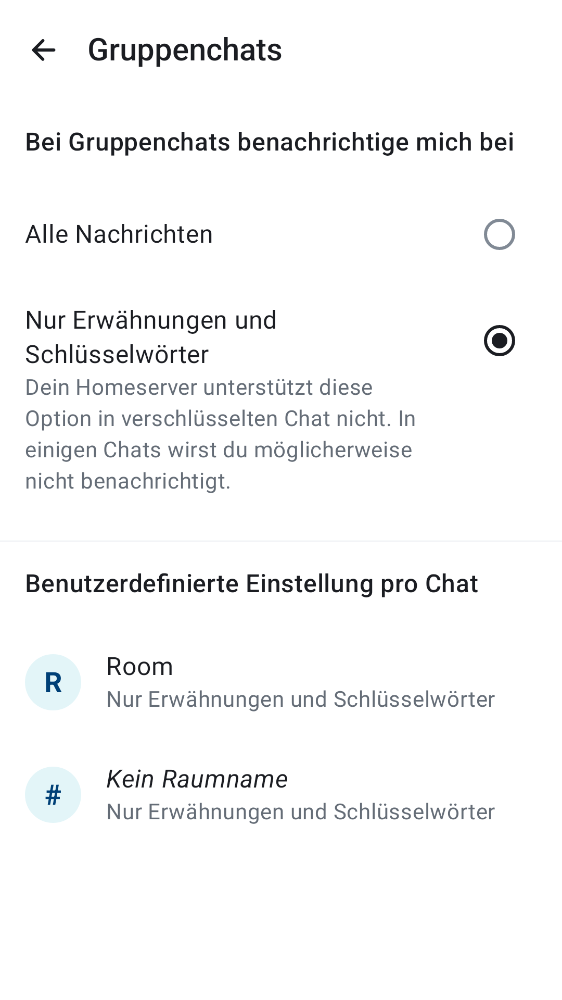 Gruppenchats
Bei Gruppenchats benachrichtige mich bei
Alle Nachrichten
Nur Erwähnungen und
Schlüsselwörter
Dein Homeserver unterstützt diese
Option in verschlüsselten Chat nicht. In
einigen Chats wirst du möglicherweise
nicht benachrichtigt.
Benutzerdefinierte Einstellung pro Chat
R
Room
Nur Erwähnungen und Schlüsselwörter
#
Kein Raumname
Nur Erwähnungen und Schlüsselwörter